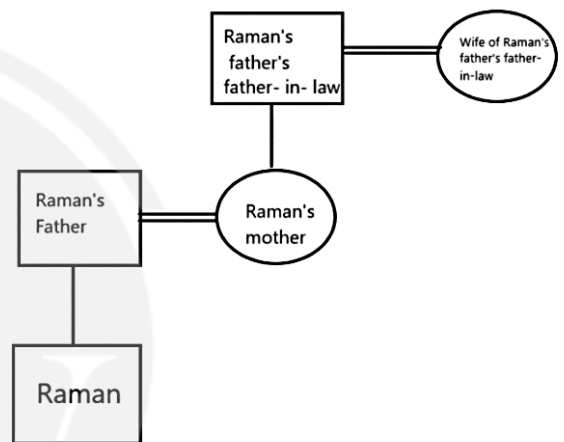 Raman's
father's
father- in- law
Wife of Raman's
father's father-
in-law
Raman's
Father
Raman's
mother
Raman